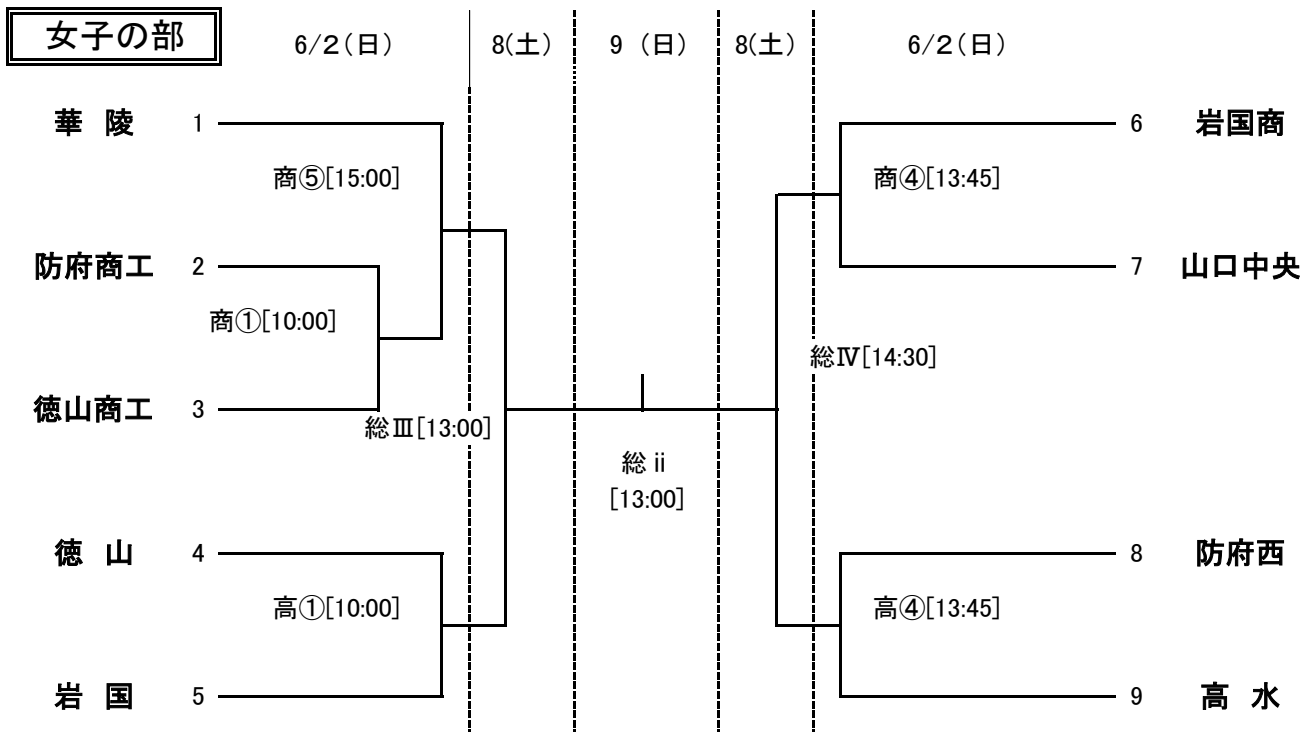 女子の部
6/2(日) 8(土) 9 (日) 8(土) 6/2(日)
華 陵 1
6 岩国商
商⑤[15:00]
商④[13:45]
防府商工 2
7 山口中央
商①[10:00]
総Ⅳ[14:30]
徳山商工 3
総Ⅲ[13:00]
総ⅱ
[13:00]
徳 山 4
8 防府西
高①[10:00]
高④[13:45]
岩 国 5
9 高 水